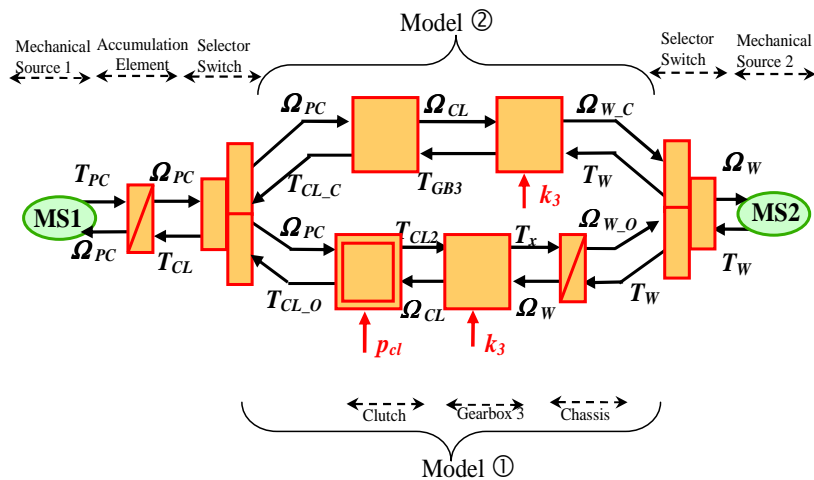 Model ②
Mechanical
Source 1
Accumulation
Element
Selector
Switch
Selector
Switch
Mechanical
Source 2
Ω_PC
Ω_CL
Ω_W_C
T_PC
Ω_PC
T_CL_C
T_GB3
T_W
Ω_W
MS1
k_3
MS2
Ω_PC
T_CL
Ω_PC
T_CL2
T_x
Ω_W_O
T_W
T_CL_O
Ω_CL
Ω_W
T_W
p_cl
k_3
Clutch
Gearbox 3
Chassis
Model ①